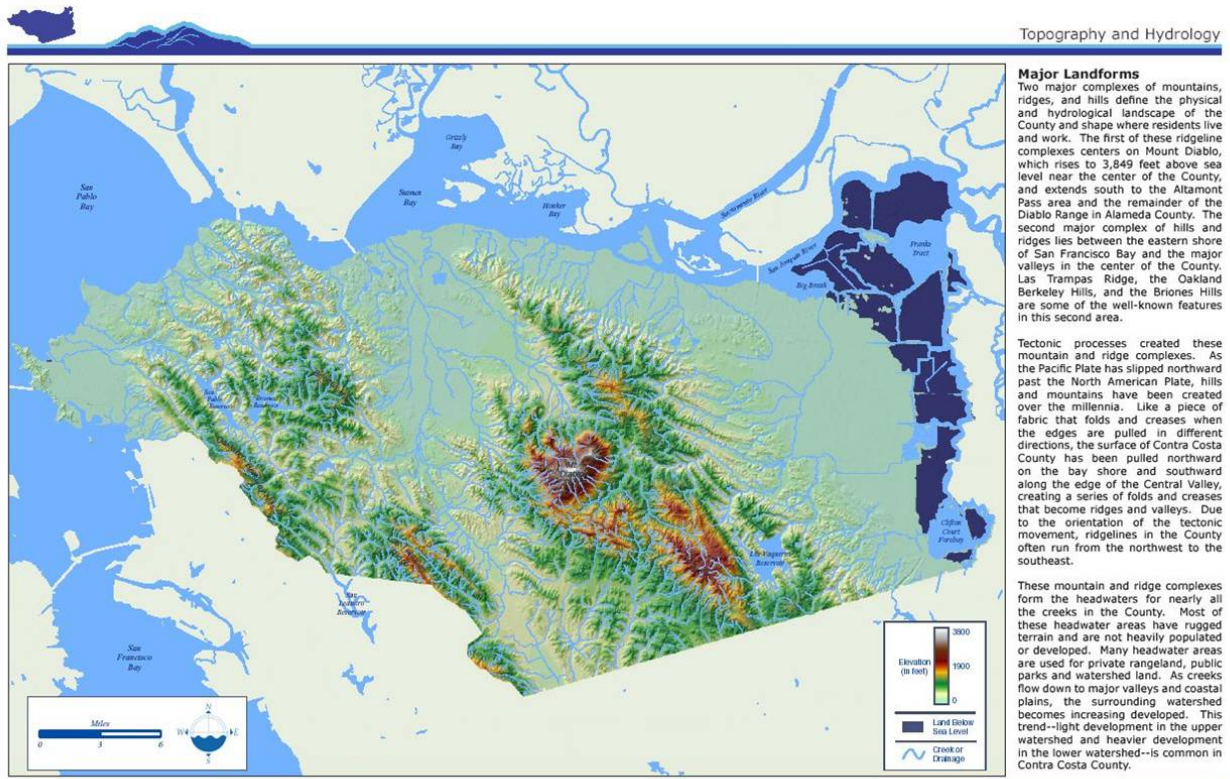 Topography and Hydrology
Major Landforms
Two major complexes of mountains,
ridges, and hills define the physical
and hydrological landscape of the
County and shape where residents live
and work. The first of these ridgeline
complexes centers on Mount Diablo,
which rises to 3,849 feet above sea
level near the center of the County,
and extends south to the Altamont
Pass area and the remainder of the
Diablo Range in Alameda County. The
second major complex of hills and
ridges lies between the eastern shore
of San Francisco Bay and the major
valleys in the center of the County.
Las Trampas Ridge, the Oakland
Berkeley Hills, and the Briones Hills
are some of the well-known features
in this second area.
Tectonic processes created these
mountain and ridge complexes. As
the Pacific Plate has slipped northward
past the North American Plate, hills
and mountains have been created
over the millennia. Like a piece of
fabric that folds and creases when
the edges are pulled in different
directions, the surface of Contra Costa
County has been pulled northward
on the bay shore and southward
along the edge of the Central Valley,
creating a series of folds and creases
that become ridges and valleys. Due
to the orientation of the tectonic
movement, ridgelines in the County
often run from the northwest to the
southeast.
These mountain and ridge complexes
form the headwaters for nearly all
the creeks in the County. Most of
these headwater areas have rugged
terrain and are not heavily populated
or developed. Many headwater areas
are used for private rangeland, public
parks and watershed land. As creeks
flow down to major valleys and coastal
plains, the surrounding watershed
becomes increasing developed. This
trend--light development in the upper
watershed and heavier development
in the lower watershed--is common in
Contra Costa County.
San
Pablo
Bay
Grizzly
Bay
Suisun
Bay
Honker
Bay
Sacramento River
San Joaquin River
Big Break
Franks
Tract
San
Pablo
Reservoir
Briones
Reservoir
Los Vaqueros
Reservoir
Clifton
Court
Forebay
San
Leandro
Reservoir
San
Francisco
Bay
Miles
0 3 6
N
W E
S
Elevation
(in feet)
3800
1900
0
Land Below
Sea Level
Creek or
Drainage